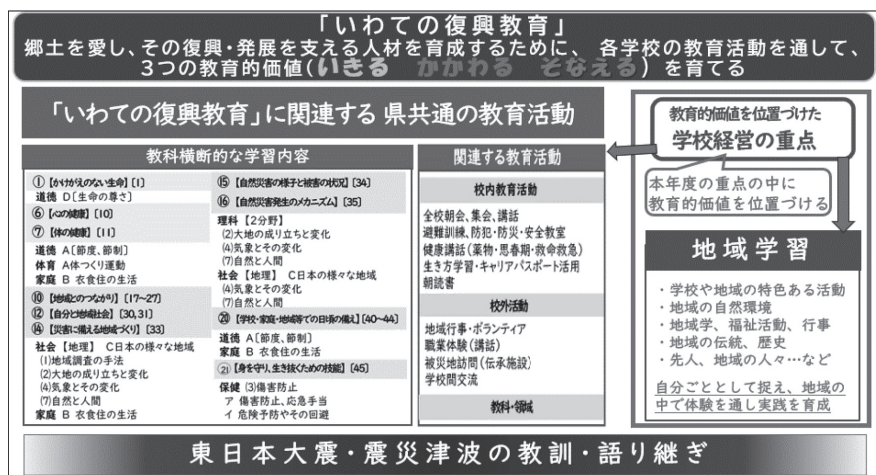 「いわての復興教育」
郷土を愛し、その復興・発展を支える人材を育成するために、 各学校の教育活動を通して、
３つの教育的価値（いきる かかわる そなえる）を育てる
「いわての復興教育」に関連する 県共通の教育活動
教科横断的な学習内容
①【かけがえのない生命】[1]
道徳 D［生命の尊さ］
⑥【心の健康】[10]
⑦【体の健康】[11]
道徳 A［節度、節制］
体育 A体つくり運動
家庭 B 衣食住の生活
⑩【地域とのつながり】[17~27]
⑫【自分と地域社会】[30,31]
⑭【災害に備える地域づくり】[33]
社会【地理】 C日本の様々な地域
⑴地域調査の手法
⑵大地の成り立ちと変化
⑷気象とその変化
⑺自然と人間
家庭 B 衣食住の生活
⑮【自然災害の様子と被害の状況】[34]
⑯【自然災害発生のメカニズム】[35]
理科 【2分野】
⑵大地の成り立ちと変化
⑷気象とその変化
⑺自然と人間
社会【地理】 C日本の様々な地域
⑷気象とその変化
⑺自然と人間
⑳【学校・家庭・地域等での日頃の備え】[40~44]
道徳 A［節度、節制］
家庭 B 衣食住の生活
㉑【身を守り、生き抜くための技能】[45]
保健 ⑶傷害防止
ア 傷害防止、応急手当
イ 危険予防やその回避
関連する教育活動
校内教育活動
全校朝会、集会、講話
避難訓練、防犯・防災・安全教室
健康講話（薬物・思春期・救命救急）
生き方学習・キャリアパスポート活用
朝読書
校外活動
地域行事・ボランティア
職業体験（講話）
被災地訪問（伝承施設）
学校間交流
教科・領域
教育的価値を位置づけた
学校経営の重点
本年度の重点の中に
教育的価値を位置づける
地域学習
・学校や地域の特色ある活動
・地域の自然環境
・地域学、福祉活動、行事
・地域の伝統、歴史
・先人、地域の人々…など
自分ごととして捉え、地域の
中で体験を通し実践を育成
東日本大震・震災津波の教訓・語り継ぎ